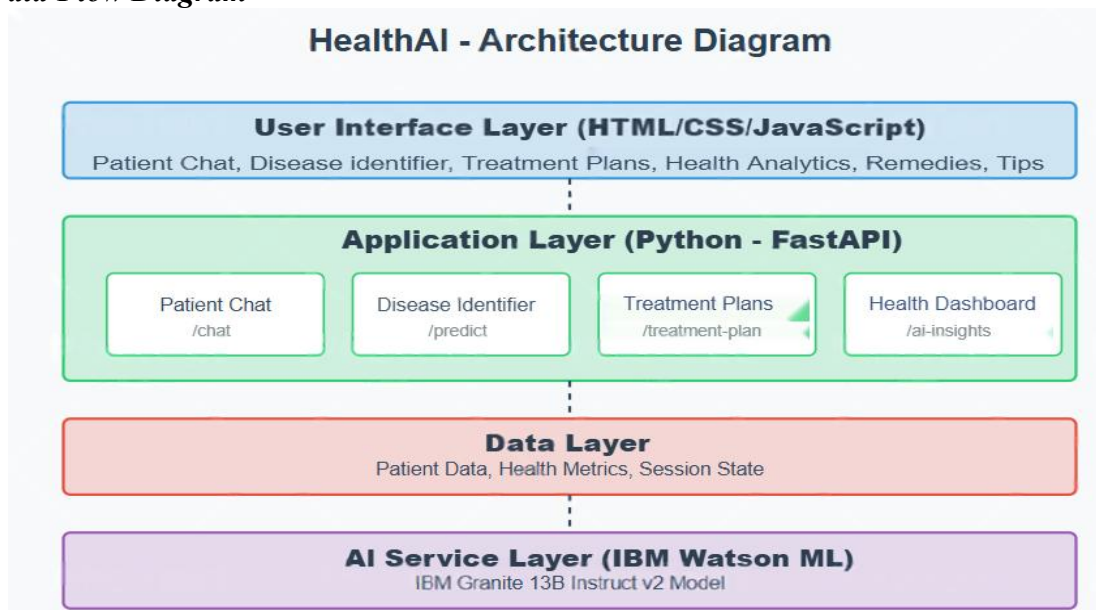 Diagram
HealthAI - Architecture Diagram
User Interface Layer (HTML/CSS/JavaScript)
Patient Chat, Disease identifier, Treatment Plans, Health Analytics, Remedies, Tips
Application Layer (Python - FastAPI)
Patient Chat
/chat
Disease Identifier
/predict
Treatment Plans
/treatment-plan
Health Dashboard
/ai-insights
Data Layer
Patient Data, Health Metrics, Session State
AI Service Layer (IBM Watson ML)
IBM Granite 13B Instruct v2 Model